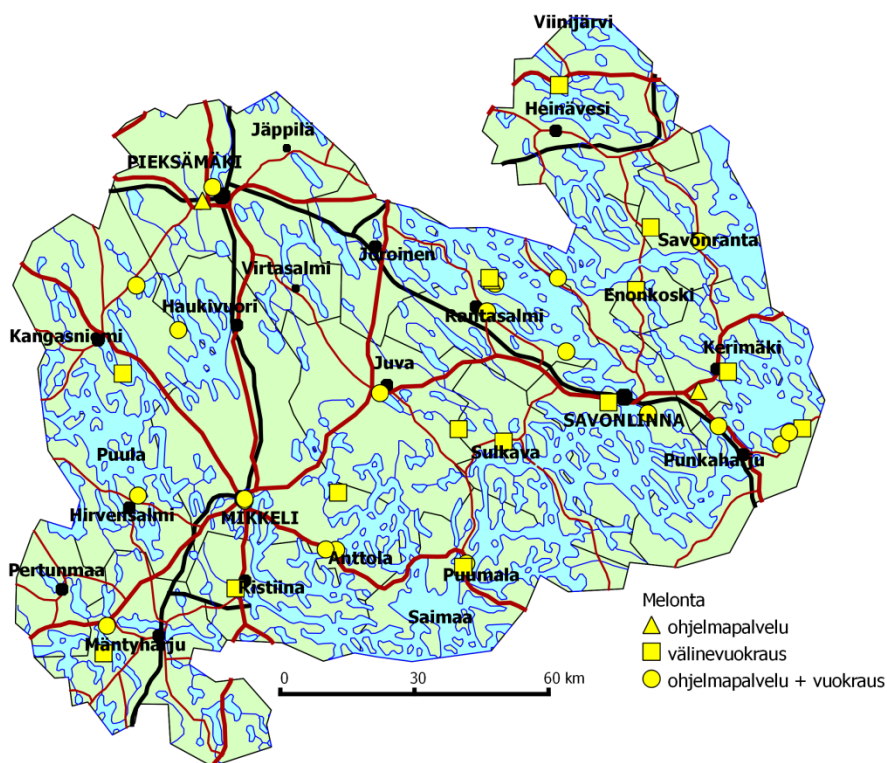 Viinijärvi
Heinävesi
Jäppilä
PIEKSÄMÄKI
Savonranta
Joroinen
Virtasalmi
Enonkoski
Haukivuori
Rantasalmi
Kangasniemi
Kerimäki
Juva
SAVONLINNA
Sulkava
Puula
Punkaharju
Hirvensalmi
MIKKELI
Anttola
Pertunmaa
Puumala
Ristiina
Saimaa
Mäntyharju
Melonta
ohjelmapalvelu
välinevuokraus
ohjelmapalvelu + vuokraus
0 30 60 km